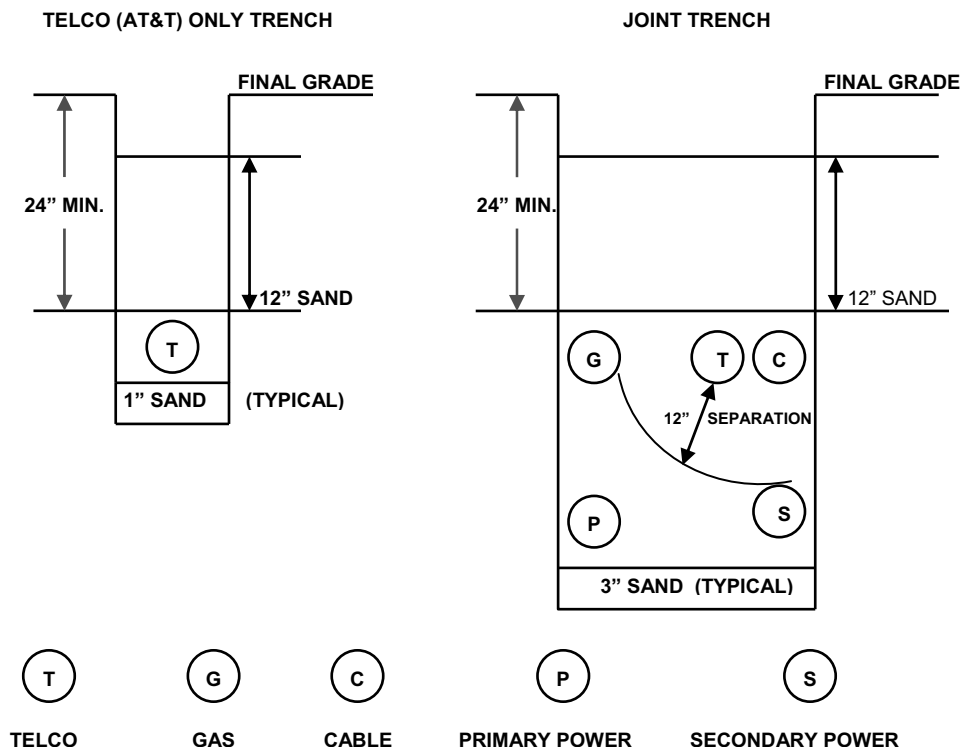 TELCO (AT&T) ONLY TRENCH
JOINT TRENCH
FINAL GRADE
FINAL GRADE
24” MIN.
24” MIN.
12” SAND
12” SAND
T
G
T
C
1” SAND (TYPICAL)
12” SEPARATION
P
S
3” SAND (TYPICAL)
T
G
C
P
S
TELCO
GAS
CABLE
PRIMARY POWER
SECONDARY POWER